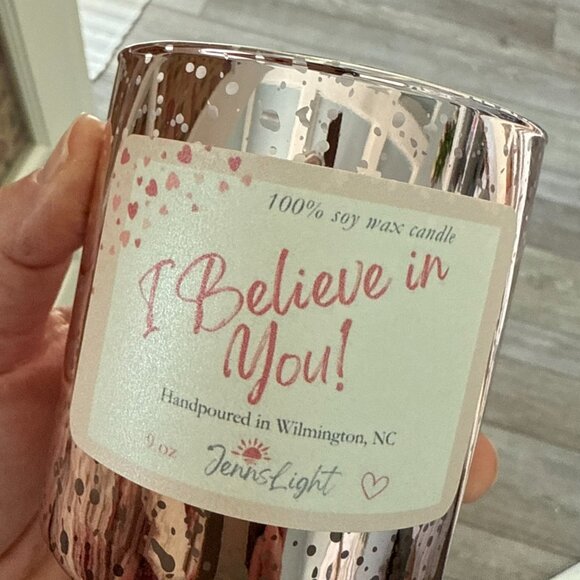 100% soy wax candle
I Believe in
You!
Handpoured in Wilmington, NC
9 oz
JennsLight